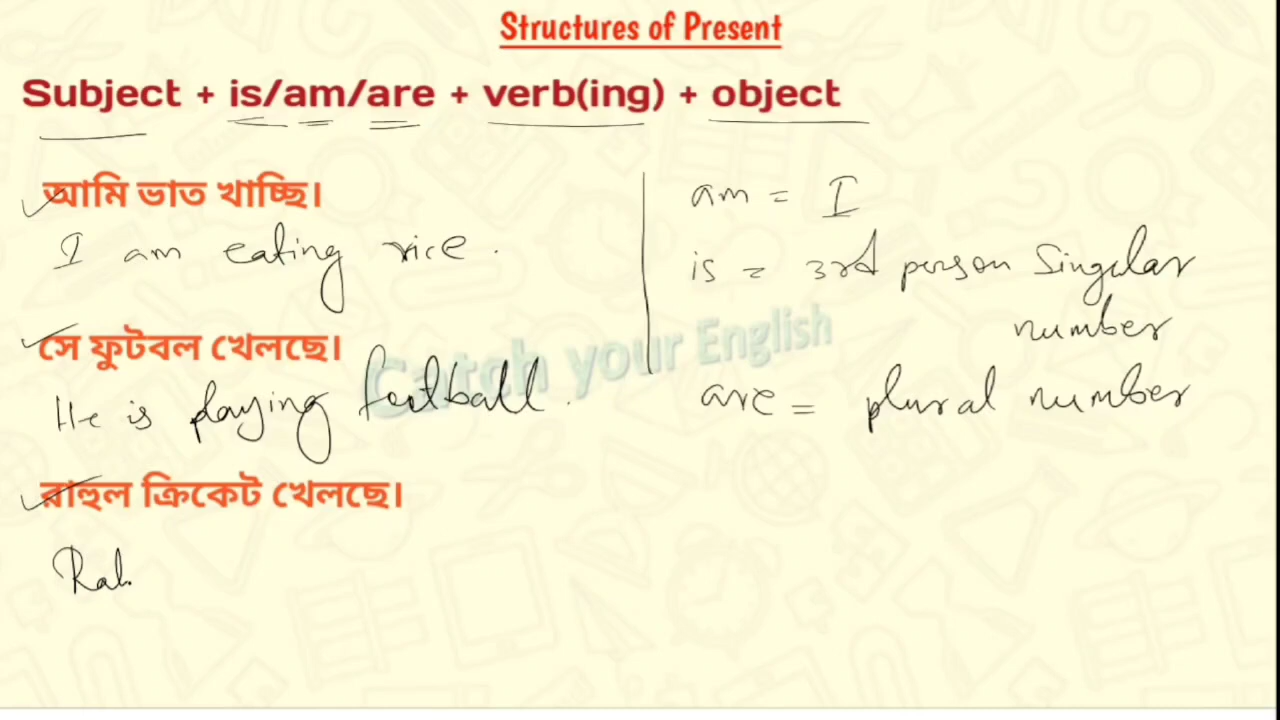 Structures of Present
Subject + is/am/are + verb(ing) + object
আমি ভাত খাচ্ছি।
I am eating rice.
সে ফুটবল খেলছে।
He is playing football.
রাহুল ক্রিকেট খেলছে।
Rah
am = I
is = 3rd person Singular
number
are = plural number
Catch your English